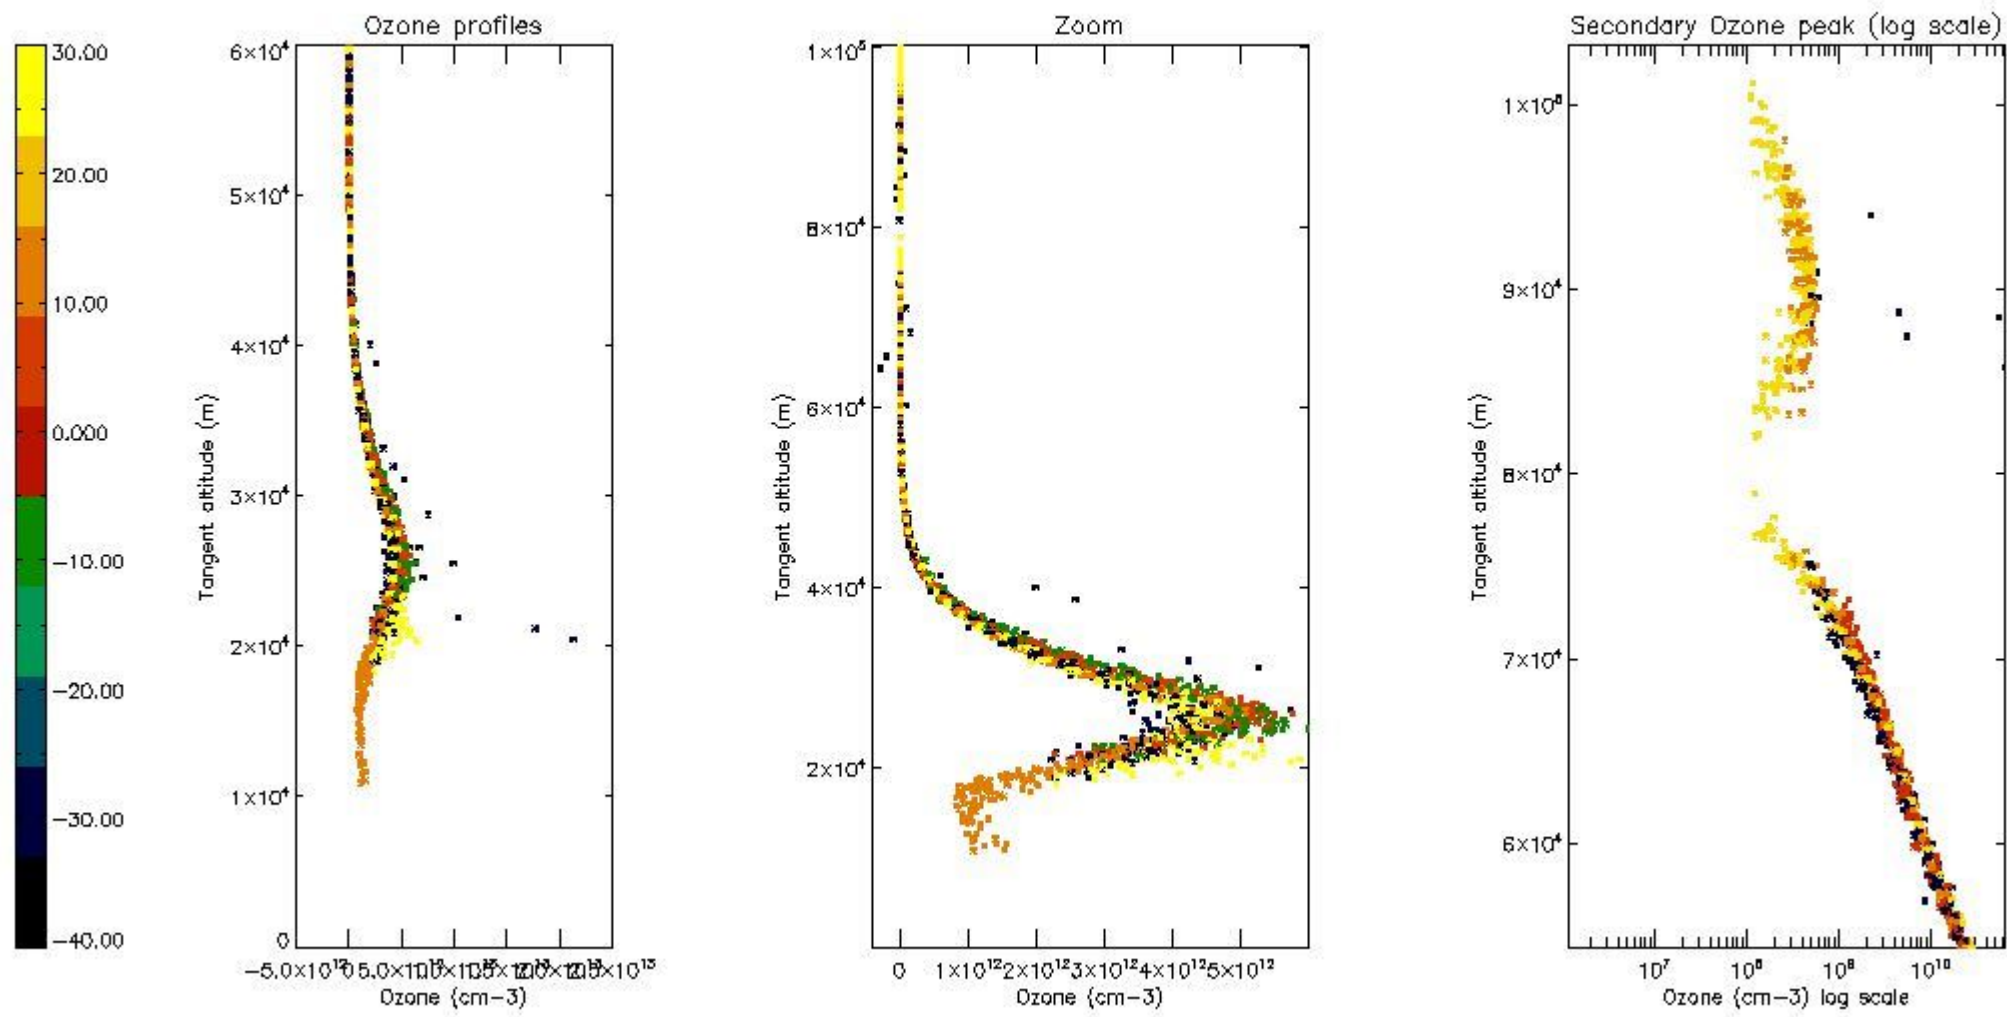 Ozone profiles
Zoom
Secondary Ozone peak (log scale)
30.00
20.00
10.00
0.000
−10.00
−20.00
−30.00
−40.00
6×10⁴
5×10⁴
4×10⁴
3×10⁴
2×10⁴
1×10⁴
0
Tangent altitude (m)
−5.0×10¹²
Ozone (cm−3)
1×10⁵
8×10⁴
6×10⁴
4×10⁴
2×10⁴
Tangent altitude (m)
0 1×10¹² 2×10¹² 3×10¹² 4×10¹² 5×10¹²
Ozone (cm−3)
9×10⁴
8×10⁴
7×10⁴
6×10⁴
Tangent altitude (m)
10⁷ 10⁸ 10⁹ 10¹⁰
Ozone (cm−3) log scale